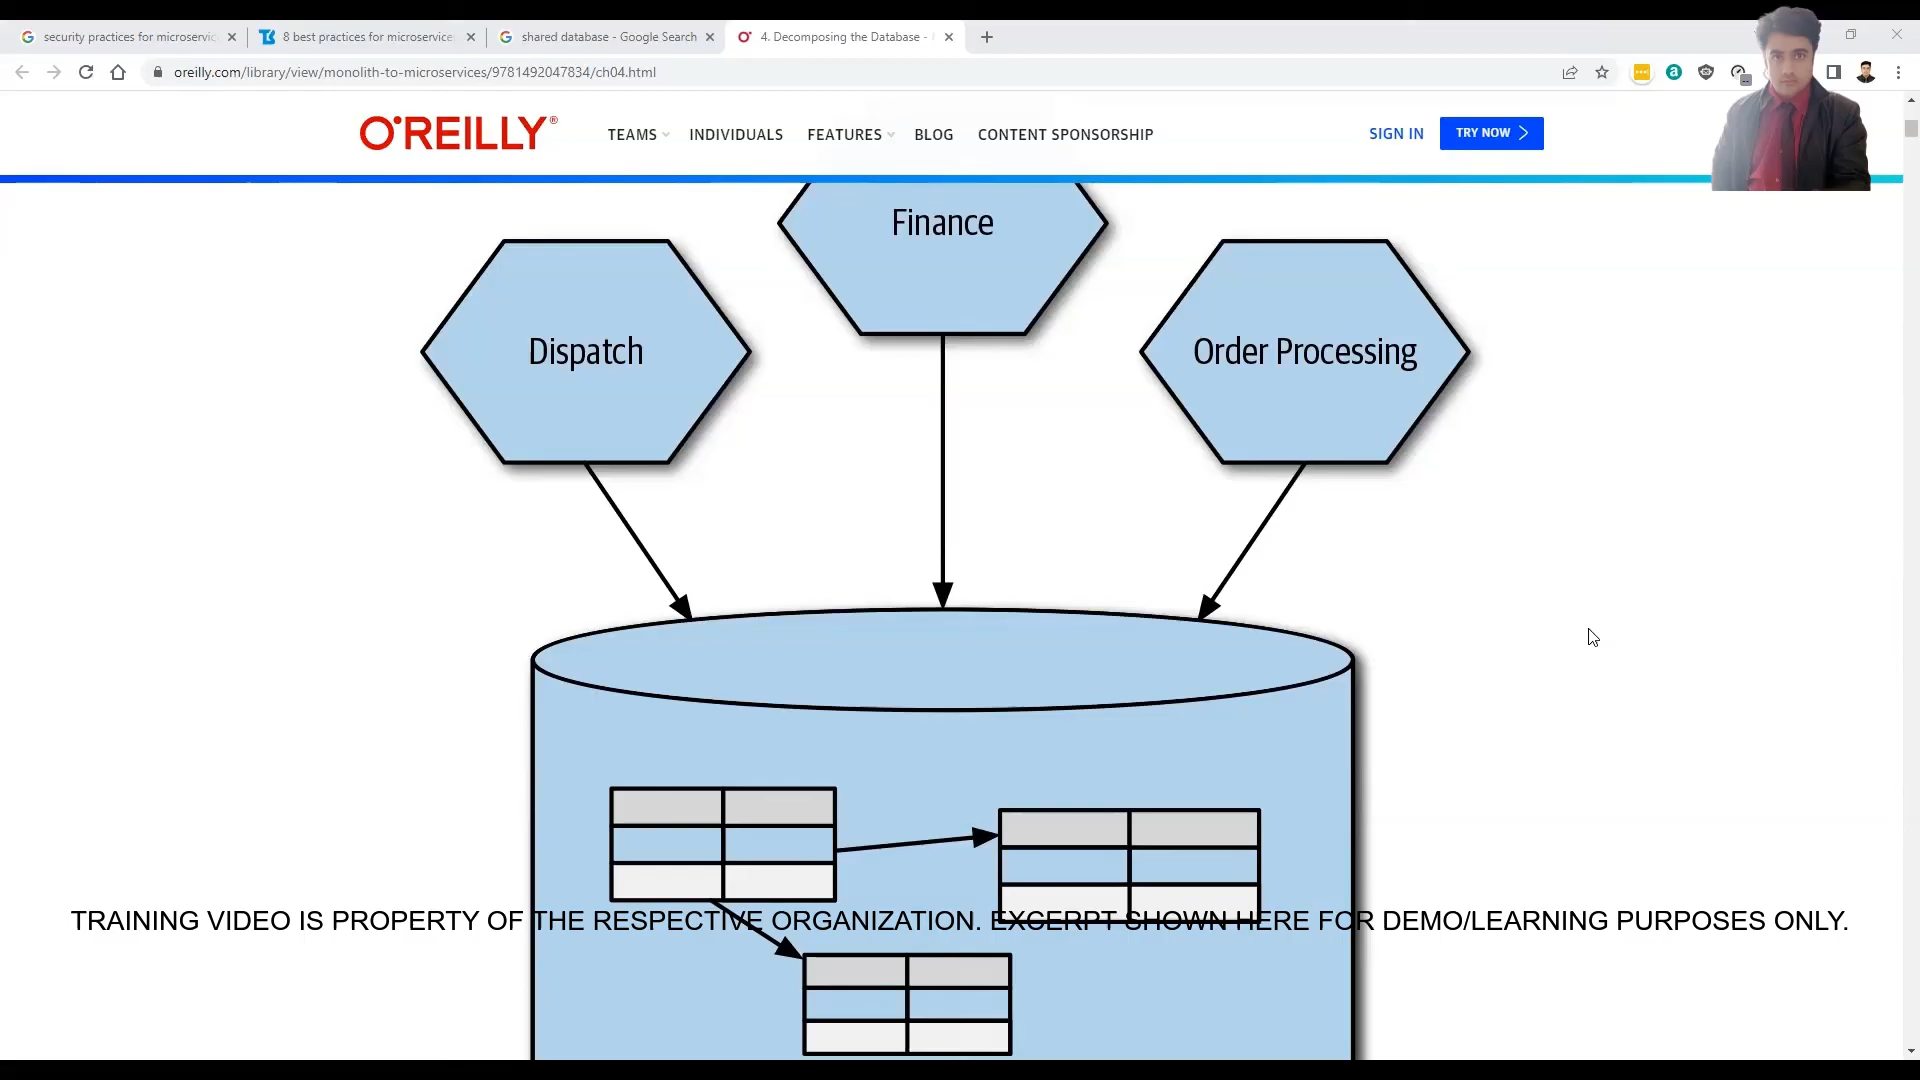 security practices for microservic
8 best practices for microservice
shared database - Google Search
4. Decomposing the Database -
oreilly.com/library/view/monolith-to-microservices/9781492047834/ch04.html
O'REILLY®
TEAMS
INDIVIDUALS
FEATURES
BLOG
CONTENT SPONSORSHIP
SIGN IN
TRY NOW
Finance
Dispatch
Order Processing
TRAINING VIDEO IS PROPERTY OF THE RESPECTIVE ORGANIZATION. EXCERPT SHOWN HERE FOR DEMO/LEARNING PURPOSES ONLY.